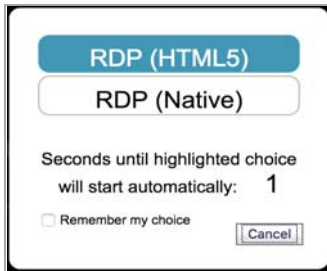 RDP (HTML5)
RDP (Native)
Seconds until highlighted choice
will start automatically: 1
Remember my choice
Cancel